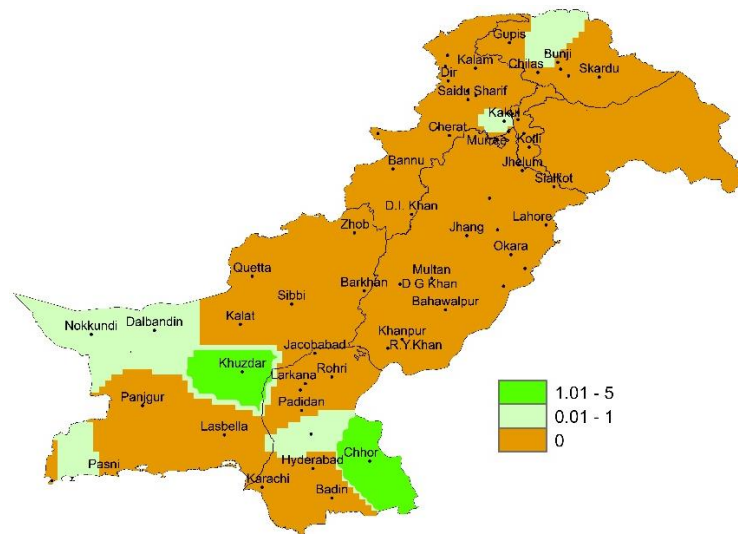 Gupis
Bunji
Kalam
Chilas
Skardu
Dir
Saidu Sharif
Kakul
Cherat
Murree
Kotli
Bannu
Jhelum
Sialkot
D.I. Khan
Zhob
Lahore
Jhang
Okara
Quetta
Multan
Barkhan
D G Khan
Sibbi
Bahawalpur
Nokkundi
Dalbandin
Kalat
Khanpur
Jacobabad
R.Y.Khan
Khuzdar
Larkana
Rohri
1.01 - 5
Panjgur
Padidan
0.01 - 1
Lasbella
0
Chhor
Pasni
Hyderabad
Karachi
Badin